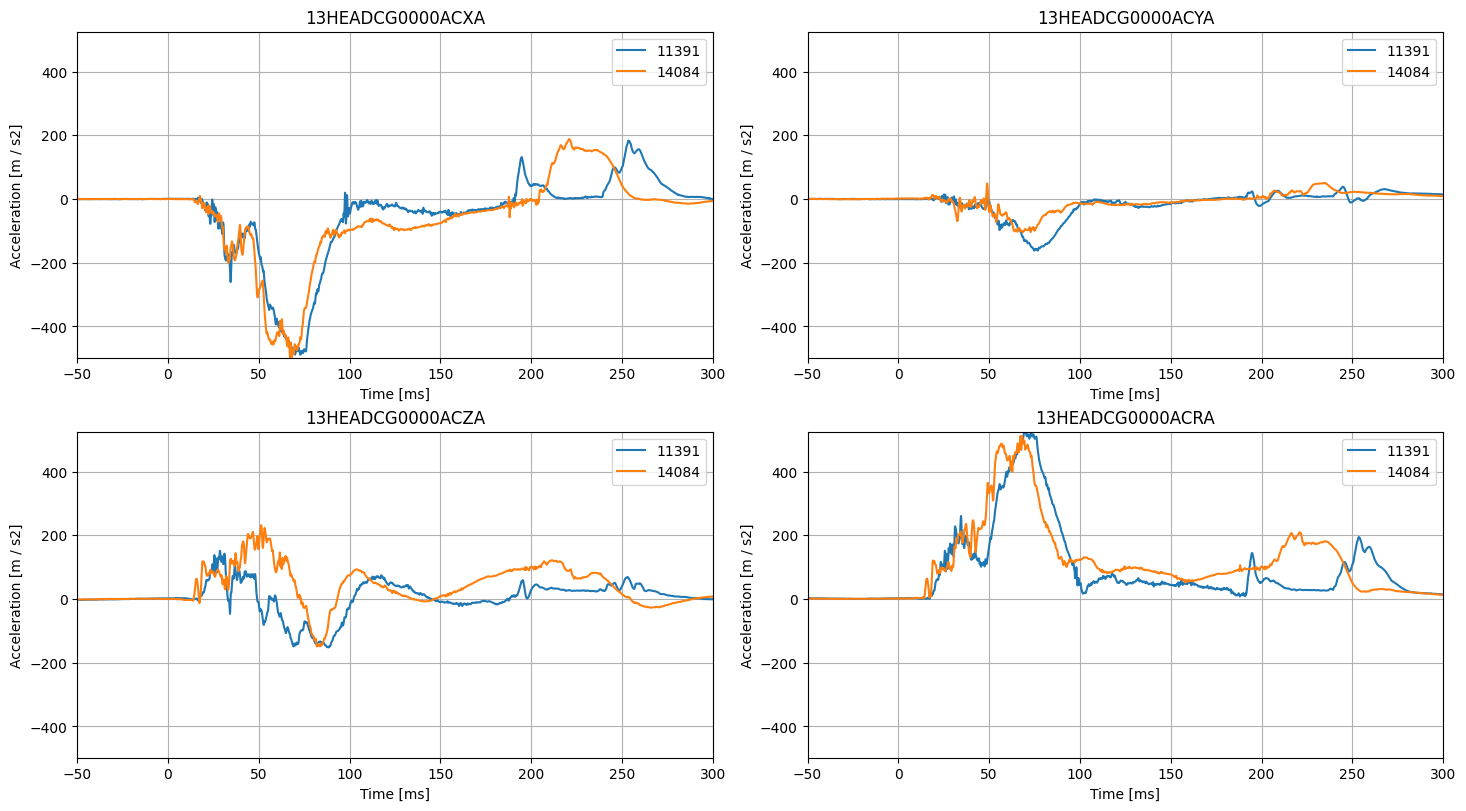 13HEADCG0000ACXA
Acceleration [m / s2]
400
200
0
−200
−400
11391
14084
−50 0 50 100 150 200 250 300
Time [ms]
13HEADCG0000ACYA
Acceleration [m / s2]
400
200
0
−200
−400
11391
14084
−50 0 50 100 150 200 250 300
Time [ms]
13HEADCG0000ACZA
Acceleration [m / s2]
400
200
0
−200
−400
11391
14084
−50 0 50 100 150 200 250 300
Time [ms]
13HEADCG0000ACRA
Acceleration [m / s2]
400
200
0
−200
−400
11391
14084
−50 0 50 100 150 200 250 300
Time [ms]